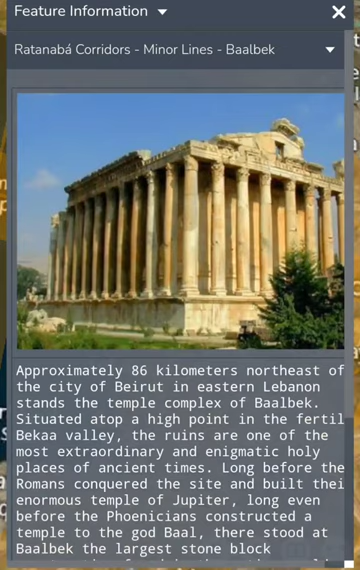 Feature Information
Ratanabá Corridors - Minor Lines - Baalbek
Approximately 86 kilometers northeast of
the city of Beirut in eastern Lebanon
stands the temple complex of Baalbek.
Situated atop a high point in the fertil
Bekaa valley, the ruins are one of the
most extraordinary and enigmatic holy
places of ancient times. Long before the
Romans conquered the site and built thei
enormous temple of Jupiter, long even
before the Phoenicians constructed a
temple to the god Baal, there stood at
Baalbek the largest stone block